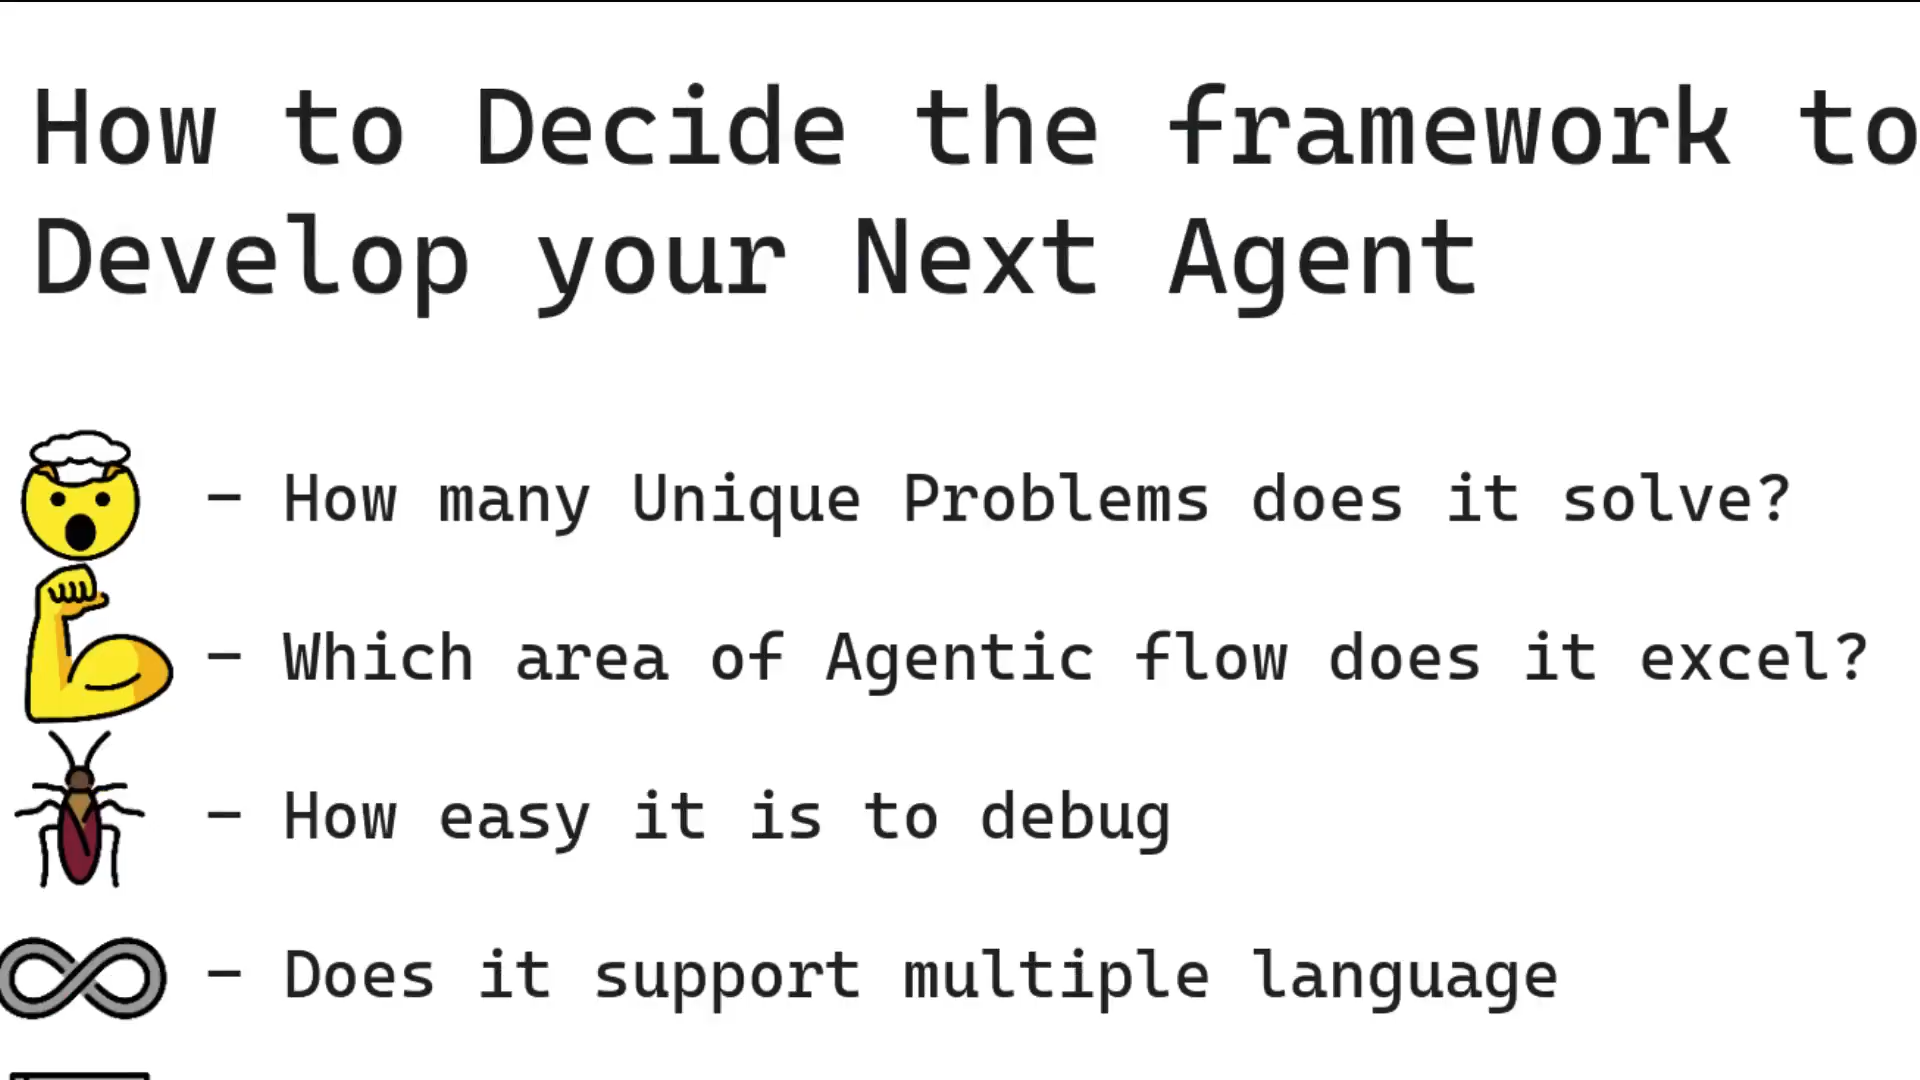 How to Decide the framework to
Develop your Next Agent
- How many Unique Problems does it solve?
- Which area of Agentic flow does it excel?
- How easy it is to debug
- Does it support multiple language